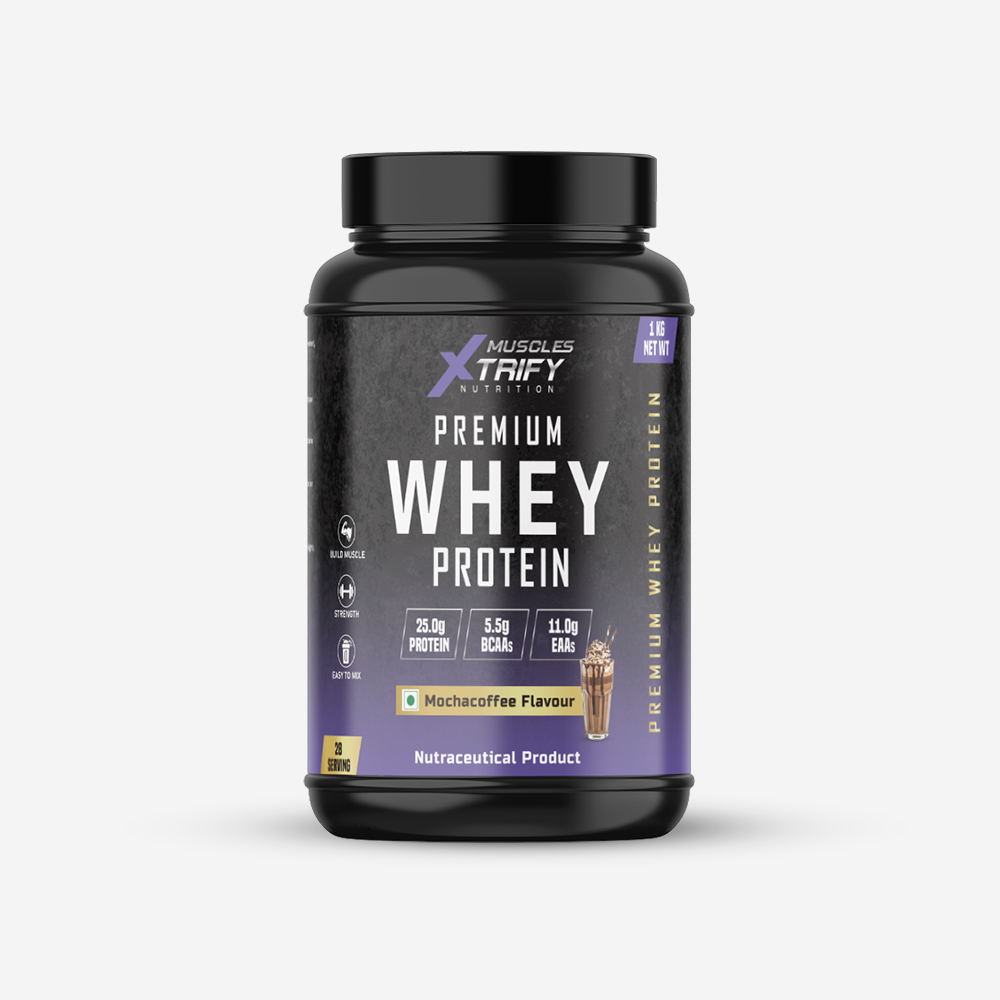 MUSCLES
XTRIFY
NUTRITION
PREMIUM
WHEY
PROTEIN
25.0g
PROTEIN
5.5g
BCAAs
11.0g
EAAs
Mochacoffee Flavour
Nutraceutical Product
BUILD MUSCLE
STRENGTH
EASY TO MIX
28
SERVING
1 KG
NET WT
PREMIUM WHEY PROTEIN